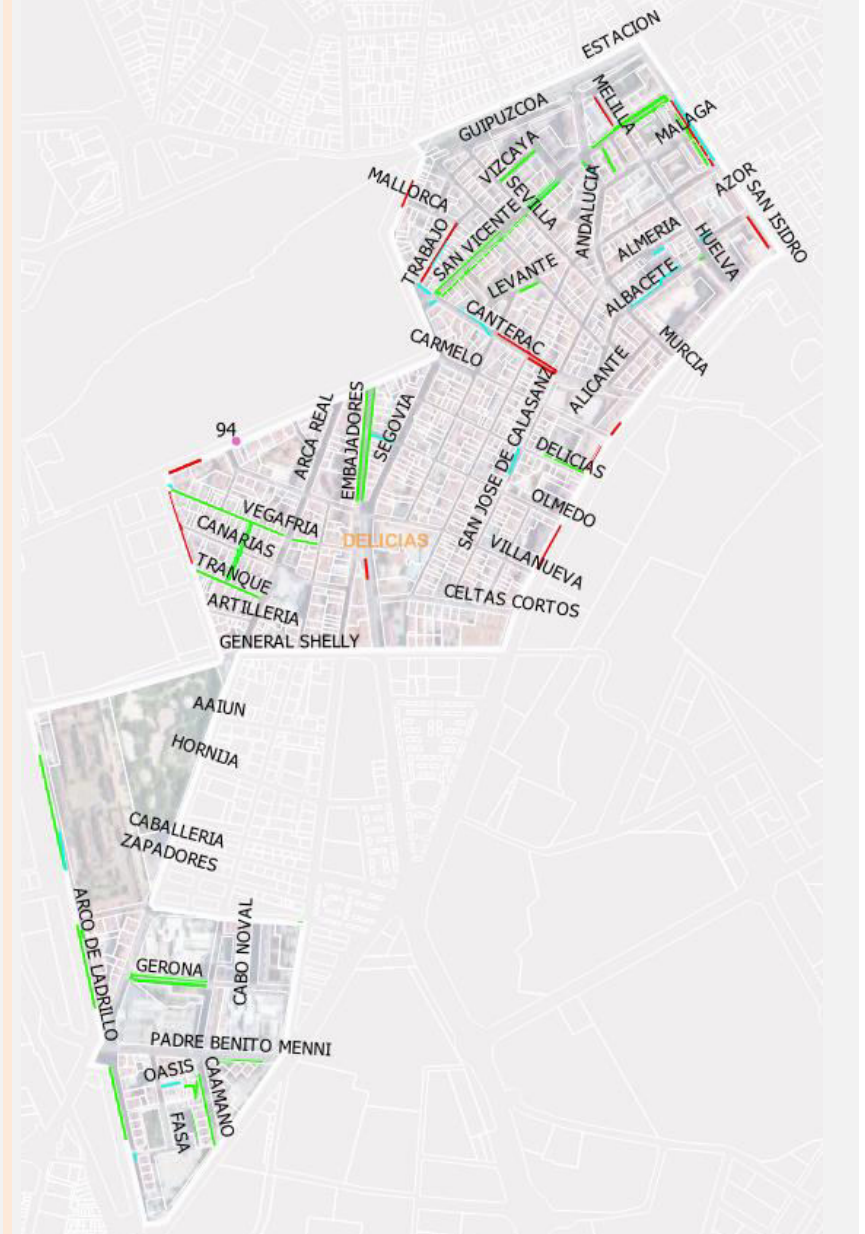 ESTACION
MELILLA
GUIPUZCOA
MALAGA
VIZCAYA
MALLORCA
SEVILLA
AZOR
SAN ISIDRO
ANDALUCIA
SAN VICENTE
TRABAJO
ALMERIA
HUELVA
LEVANTE
ALBACETE
CANTERAC
CARMELO
MURCIA
ALICANTE
SAN JOSE DE CALASANZ
EMBAJADORES
SEGOVIA
ARCA REAL
94
DELICIAS
OLMEDO
VEGAFRIA
CANARIAS
DELICIAS
VILLANUEVA
TRANQUE
CELTAS CORTOS
ARTILLERIA
GENERAL SHELLY
AAIUN
HORNIJA
CABALLERIA
ZAPADORES
ARCO DE LADRILLO
CABO NOVAL
GERONA
PADRE BENITO MENNI
OASIS
CAAMANO
FASA